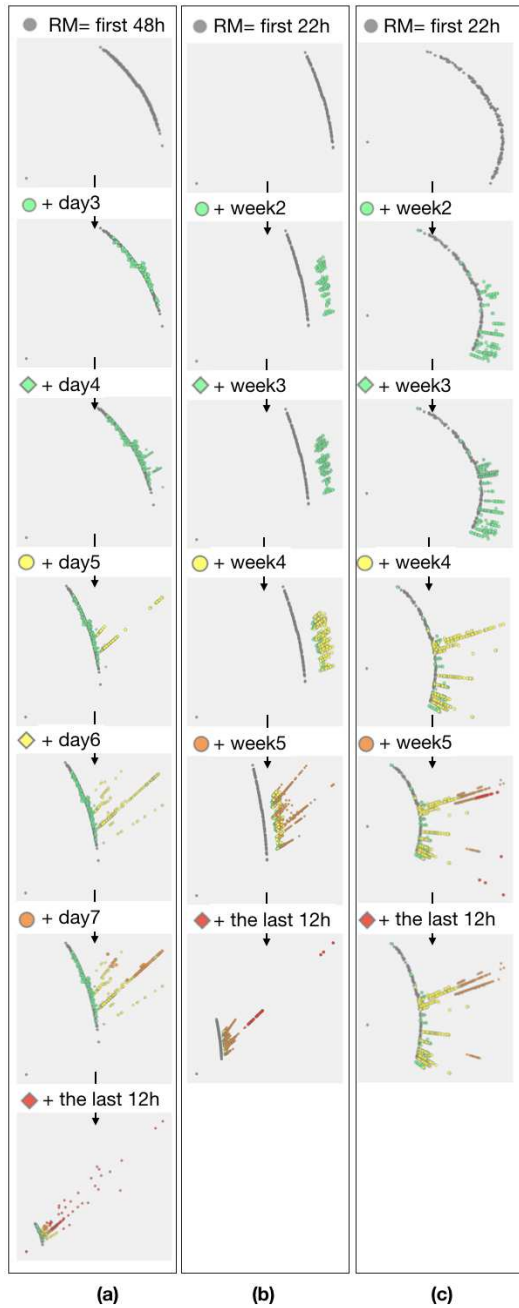 RM= first 48h
+ day3
+ day4
+ day5
+ day6
+ day7
+ the last 12h
(a)
RM= first 22h
+ week2
+ week3
+ week4
+ week5
+ the last 12h
(b)
RM= first 22h
+ week2
+ week3
+ week4
+ week5
+ the last 12h
(c)